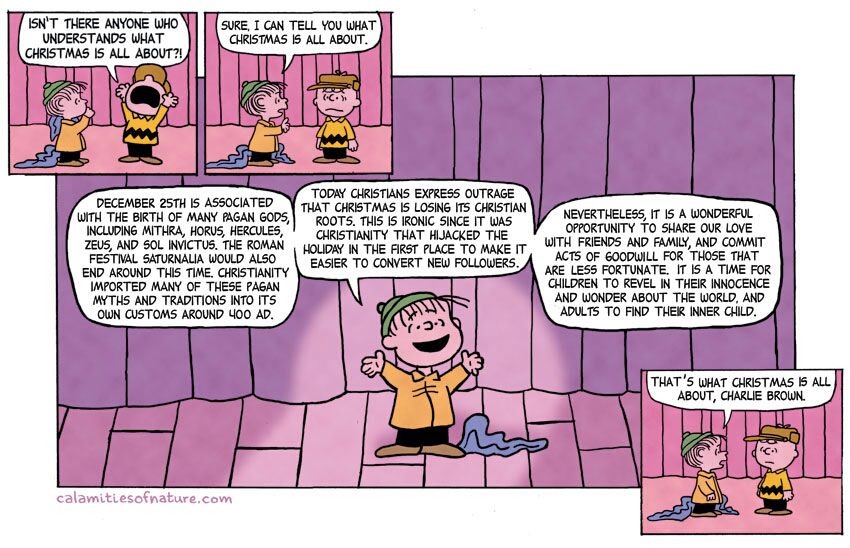 ISN'T THERE ANYONE WHO
UNDERSTANDS WHAT
CHRISTMAS IS ALL ABOUT?!
SURE. I CAN TELL YOU WHAT
CHRISTMAS IS ALL ABOUT.
DECEMBER 25TH IS ASSOCIATED
WITH THE BIRTH OF MANY PAGAN GODS,
INCLUDING MITHRA, HORUS, HERCULES,
ZEUS, AND SOL INVICTUS. THE ROMAN
FESTIVAL SATURNALIA WOULD ALSO
END AROUND THIS TIME. CHRISTIANITY
IMPORTED MANY OF THESE PAGAN
MYTHS AND TRADITIONS INTO ITS
OWN CUSTOMS AROUND 400 AD.
TODAY CHRISTIANS EXPRESS OUTRAGE
THAT CHRISTMAS IS LOSING ITS CHRISTIAN
ROOTS. THIS IS IRONIC SINCE IT WAS
CHRISTIANITY THAT HIJACKED THE
HOLIDAY IN THE FIRST PLACE TO MAKE IT
EASIER TO CONVERT NEW FOLLOWERS.
NEVERTHELESS, IT IS A WONDERFUL
OPPORTUNITY TO SHARE OUR LOVE
WITH FRIENDS AND FAMILY, AND COMMIT
ACTS OF GOODWILL FOR THOSE THAT
ARE LESS FORTUNATE. IT IS A TIME FOR
CHILDREN TO REVEL IN THEIR INNOCENCE
AND WONDER ABOUT THE WORLD, AND
ADULTS TO FIND THEIR INNER CHILD.
THAT'S WHAT CHRISTMAS IS ALL
ABOUT, CHARLIE BROWN.
calamitiesofnature.com